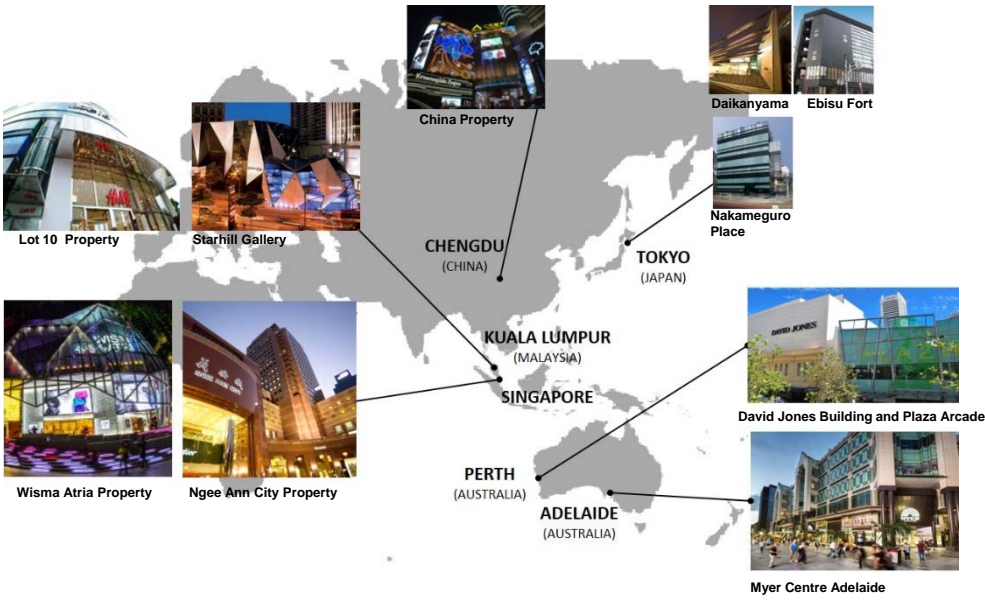 China Property
Daikanyama
Ebisu Fort
Nakameguro
Place
Lot 10 Property
Starhill Gallery
H&M
CHENGDU
(CHINA)
TOKYO
(JAPAN)
KUALA LUMPUR
(MALAYSIA)
SINGAPORE
DAVID JONES
David Jones Building and Plaza Arcade
Wisma Atria Property
Ngee Ann City Property
PERTH
(AUSTRALIA)
ADELAIDE
(AUSTRALIA)
Myer Centre Adelaide